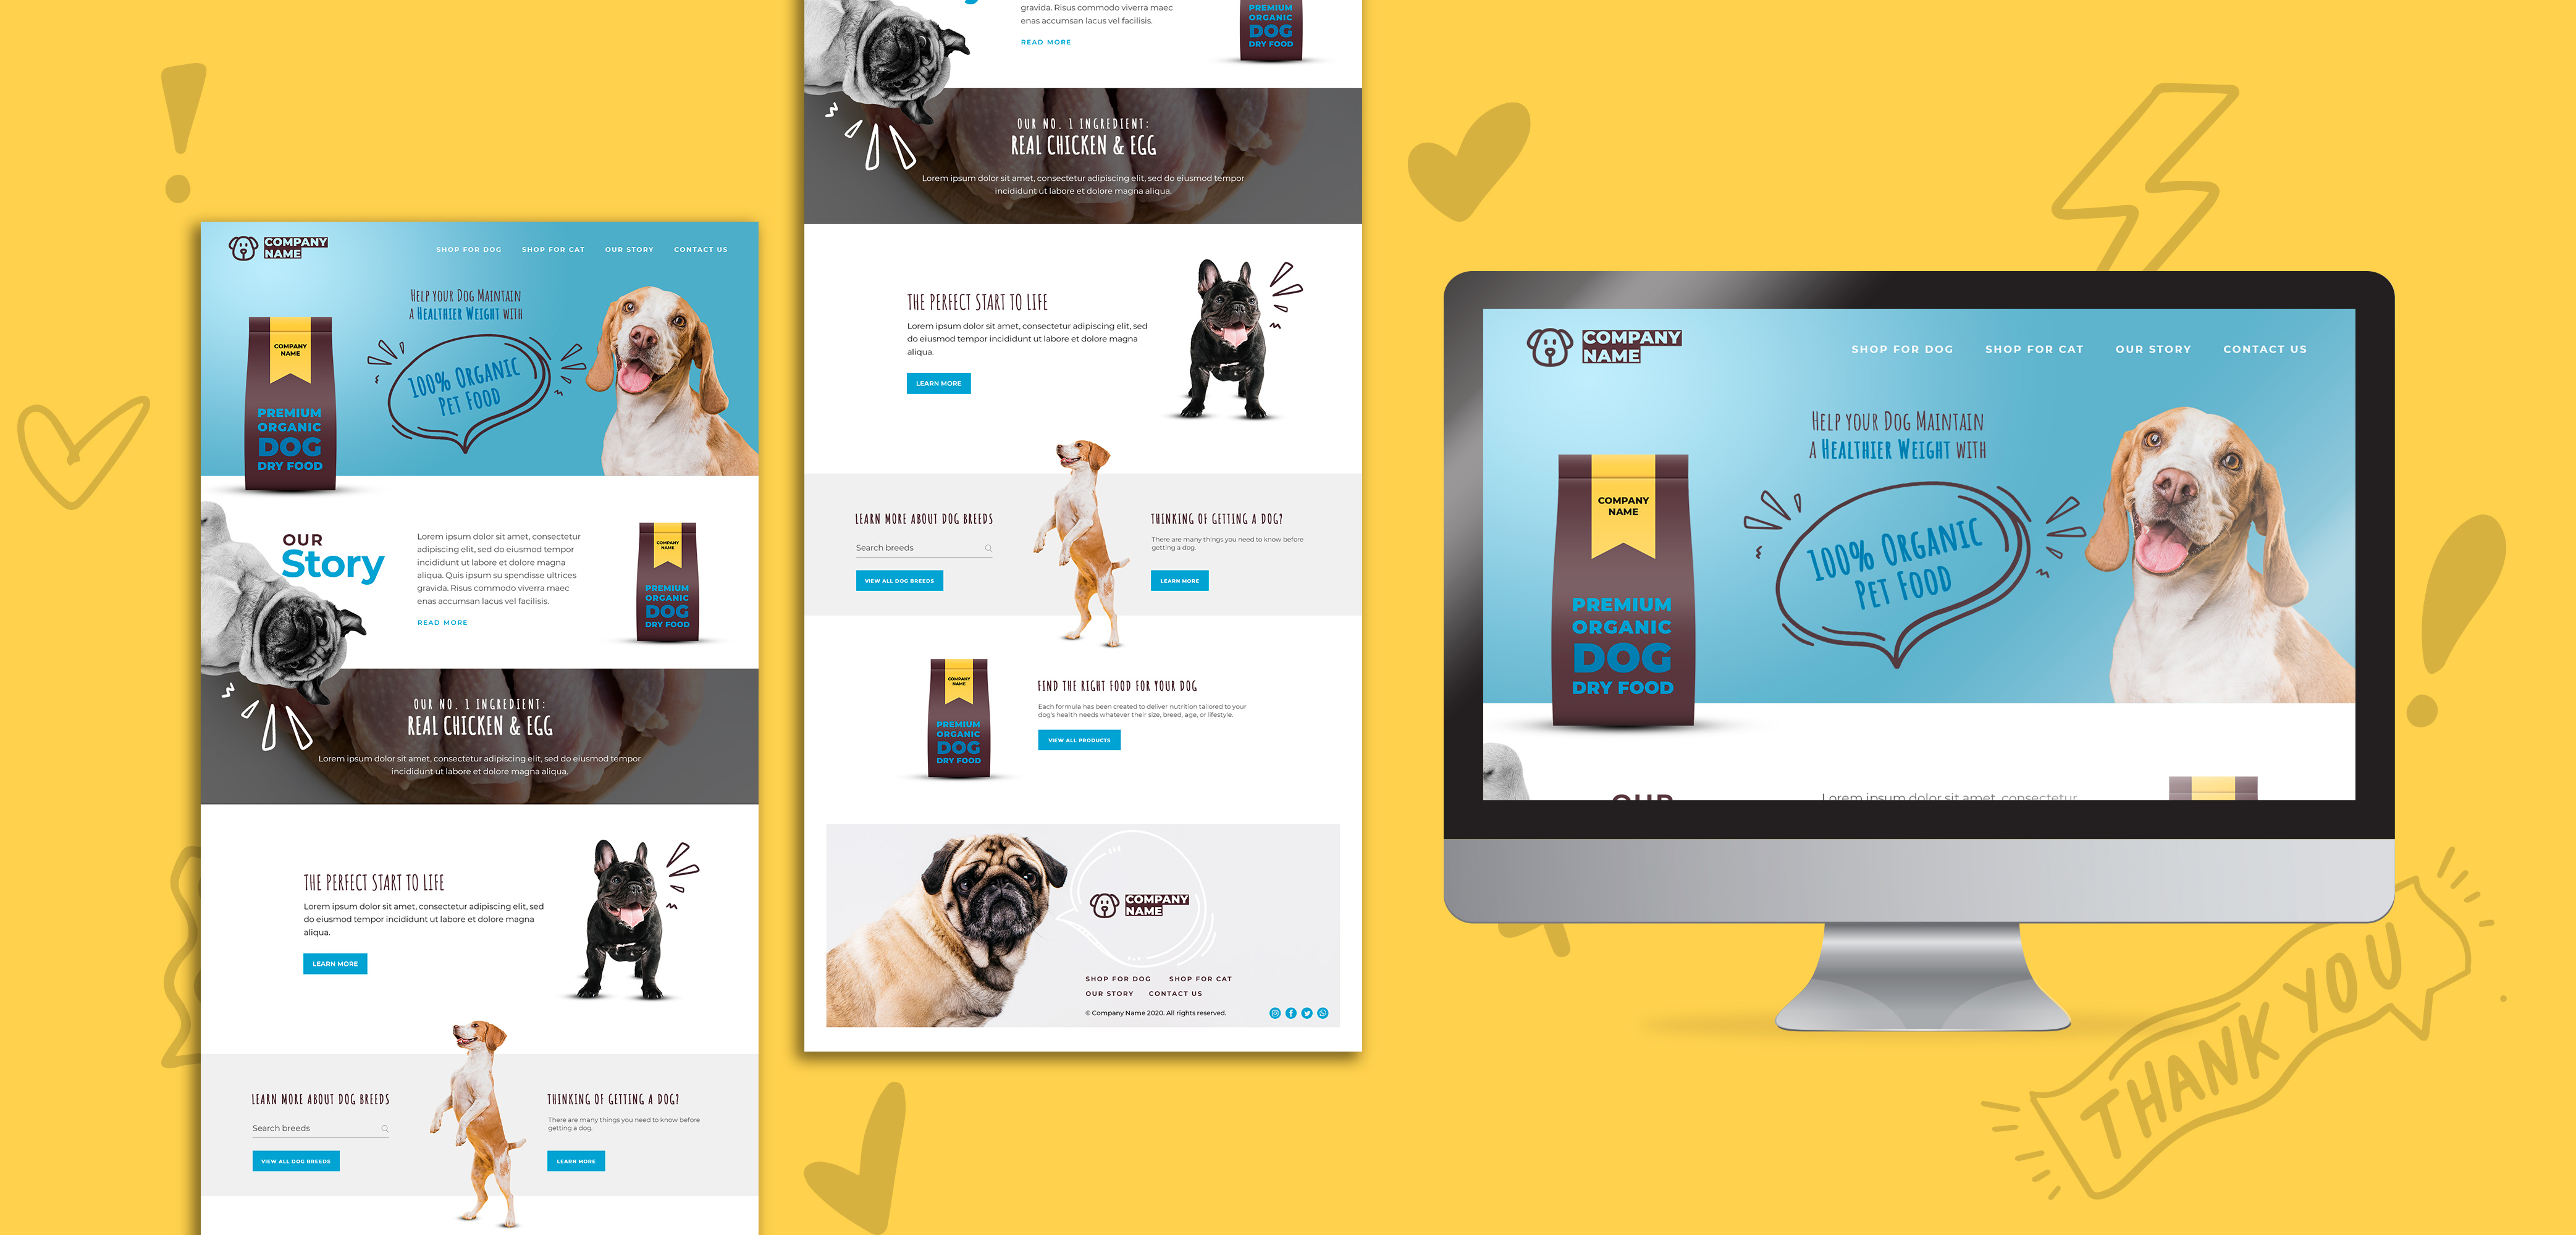 COMPANY
NAME
SHOP FOR DOG SHOP FOR CAT OUR STORY CONTACT US
HELP YOUR DOG MAINTAIN
A HEALTHIER WEIGHT WITH
100% ORGANIC
PET FOOD
COMPANY
NAME
PREMIUM
ORGANIC
DOG
DRY FOOD
OUR
Story
Lorem ipsum dolor sit amet, consectetur
adipiscing elit, sed do eiusmod tempor
incididunt ut labore et dolore magna
aliqua. Quis ipsum su spendisse ultrices
gravida. Risus commodo viverra maec
enas accumsan lacus vel facilisis.
READ MORE
COMPANY
NAME
PREMIUM
ORGANIC
DOG
DRY FOOD
OUR NO. 1 INGREDIENT:
REAL CHICKEN & EGG
Lorem ipsum dolor sit amet, consectetur adipiscing elit, sed do eiusmod tempor
incididunt ut labore et dolore magna aliqua.
THE PERFECT START TO LIFE
Lorem ipsum dolor sit amet, consectetur adipiscing elit, sed
do eiusmod tempor incididunt ut labore et dolore magna
aliqua.
LEARN MORE
LEARN MORE ABOUT DOG BREEDS
Search breeds
VIEW ALL DOG BREEDS
THINKING OF GETTING A DOG?
There are many things you need to know before
getting a dog.
LEARN MORE
gravida. Risus commodo viverra maec
enas accumsan lacus vel facilisis.
READ MORE
PREMIUM
ORGANIC
DOG
DRY FOOD
OUR NO. 1 INGREDIENT:
REAL CHICKEN & EGG
Lorem ipsum dolor sit amet, consectetur adipiscing elit, sed do eiusmod tempor
incididunt ut labore et dolore magna aliqua.
THE PERFECT START TO LIFE
Lorem ipsum dolor sit amet, consectetur adipiscing elit, sed
do eiusmod tempor incididunt ut labore et dolore magna
aliqua.
LEARN MORE
LEARN MORE ABOUT DOG BREEDS
Search breeds
VIEW ALL DOG BREEDS
THINKING OF GETTING A DOG?
There are many things you need to know before
getting a dog.
LEARN MORE
COMPANY
NAME
PREMIUM
ORGANIC
DOG
DRY FOOD
FIND THE RIGHT FOOD FOR YOUR DOG
Each formula has been created to deliver nutrition tailored to your
dog's health needs whatever their size, breed, age, or lifestyle.
VIEW ALL PRODUCTS
COMPANY
NAME
SHOP FOR DOG SHOP FOR CAT
OUR STORY CONTACT US
© Company Name 2020. All rights reserved.
COMPANY
NAME
SHOP FOR DOG SHOP FOR CAT OUR STORY CONTACT US
HELP YOUR DOG MAINTAIN
A HEALTHIER WEIGHT WITH
100% ORGANIC
PET FOOD
COMPANY
NAME
PREMIUM
ORGANIC
DOG
DRY FOOD
OUR
Lorem ipsum dolor sit amet, consectetur
THANK YOU